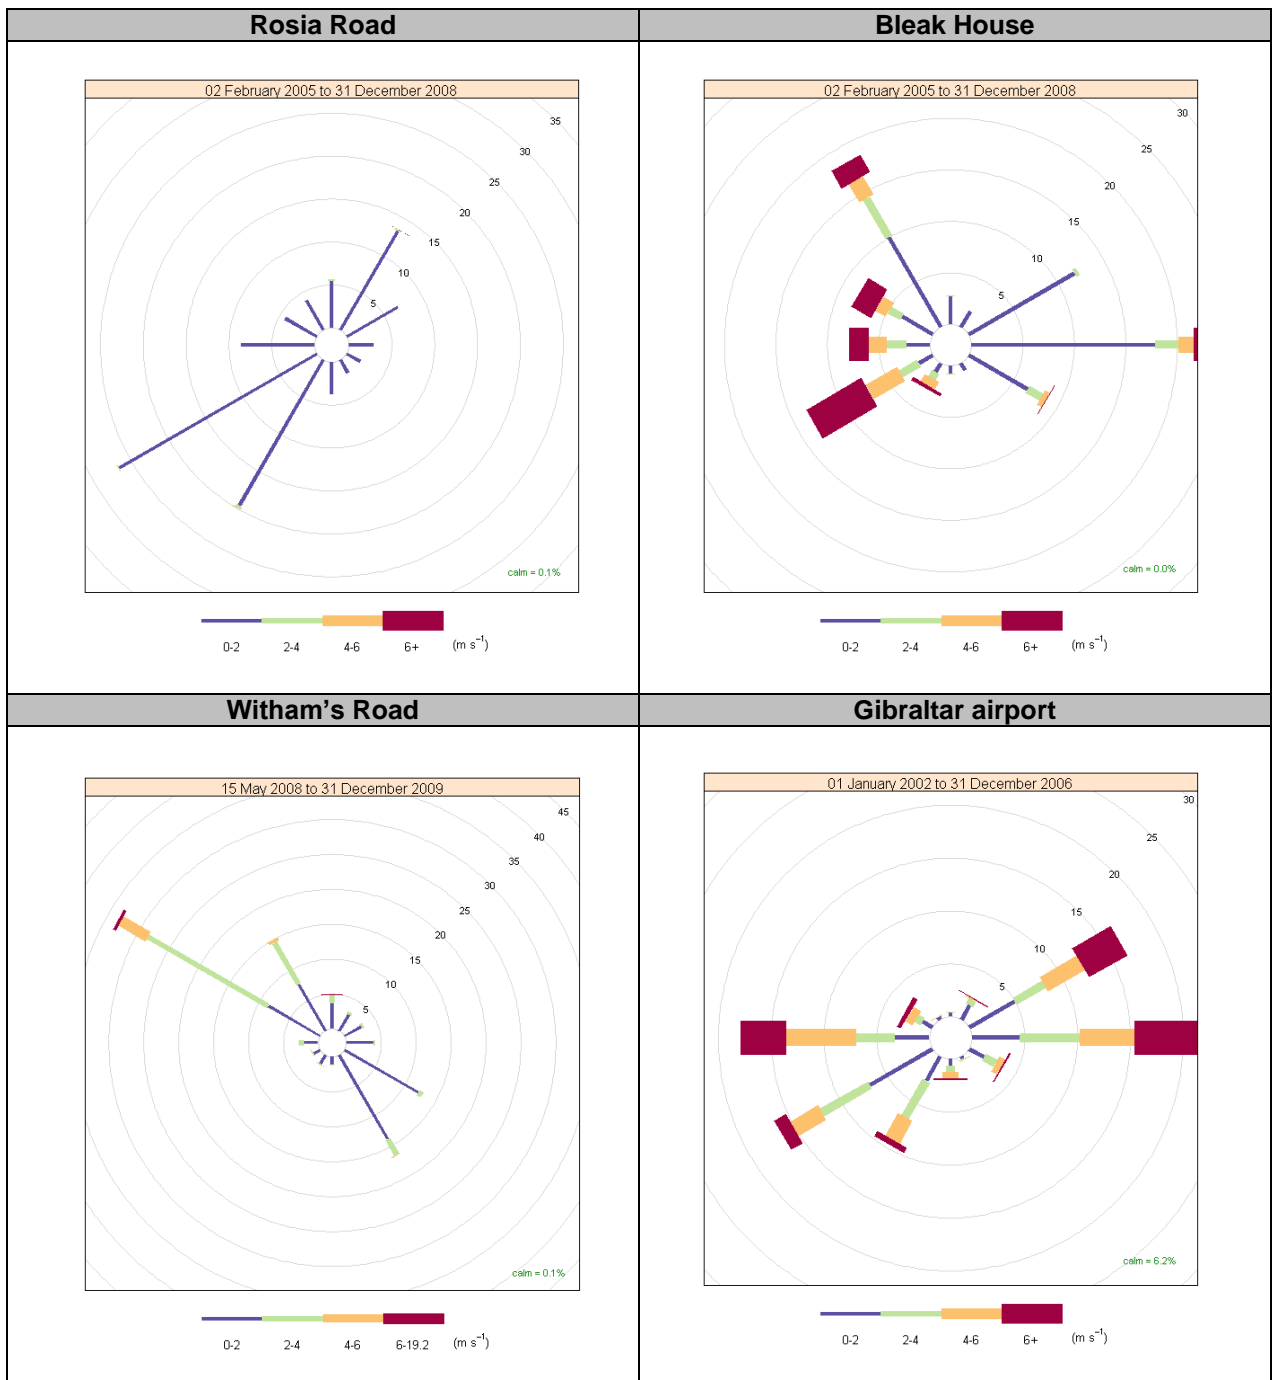 Rosia Road
Bleak House
02 February 2005 to 31 December 2008
35
30
25
20
15
10
5
calm = 0.1%
0-2 2-4 4-6 6+ (m s⁻¹)
02 February 2005 to 31 December 2008
30
25
20
15
10
5
calm = 0.0%
0-2 2-4 4-6 6+ (m s⁻¹)
Witham's Road
Gibraltar airport
15 May 2008 to 31 December 2009
45
40
35
30
25
20
15
10
5
calm = 0.1%
0-2 2-4 4-6 6-19.2 (m s⁻¹)
01 January 2002 to 31 December 2006
30
25
20
15
10
5
calm = 6.2%
0-2 2-4 4-6 6+ (m s⁻¹)